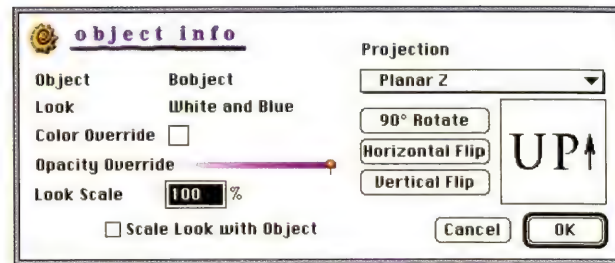 object info
Object Bobject
Look White and Blue
Color Override
Opacity Override
Look Scale 100 %
Scale Look with Object
Projection
Planar Z
90° Rotate
Horizontal Flip
Vertical Flip
UP
Cancel OK